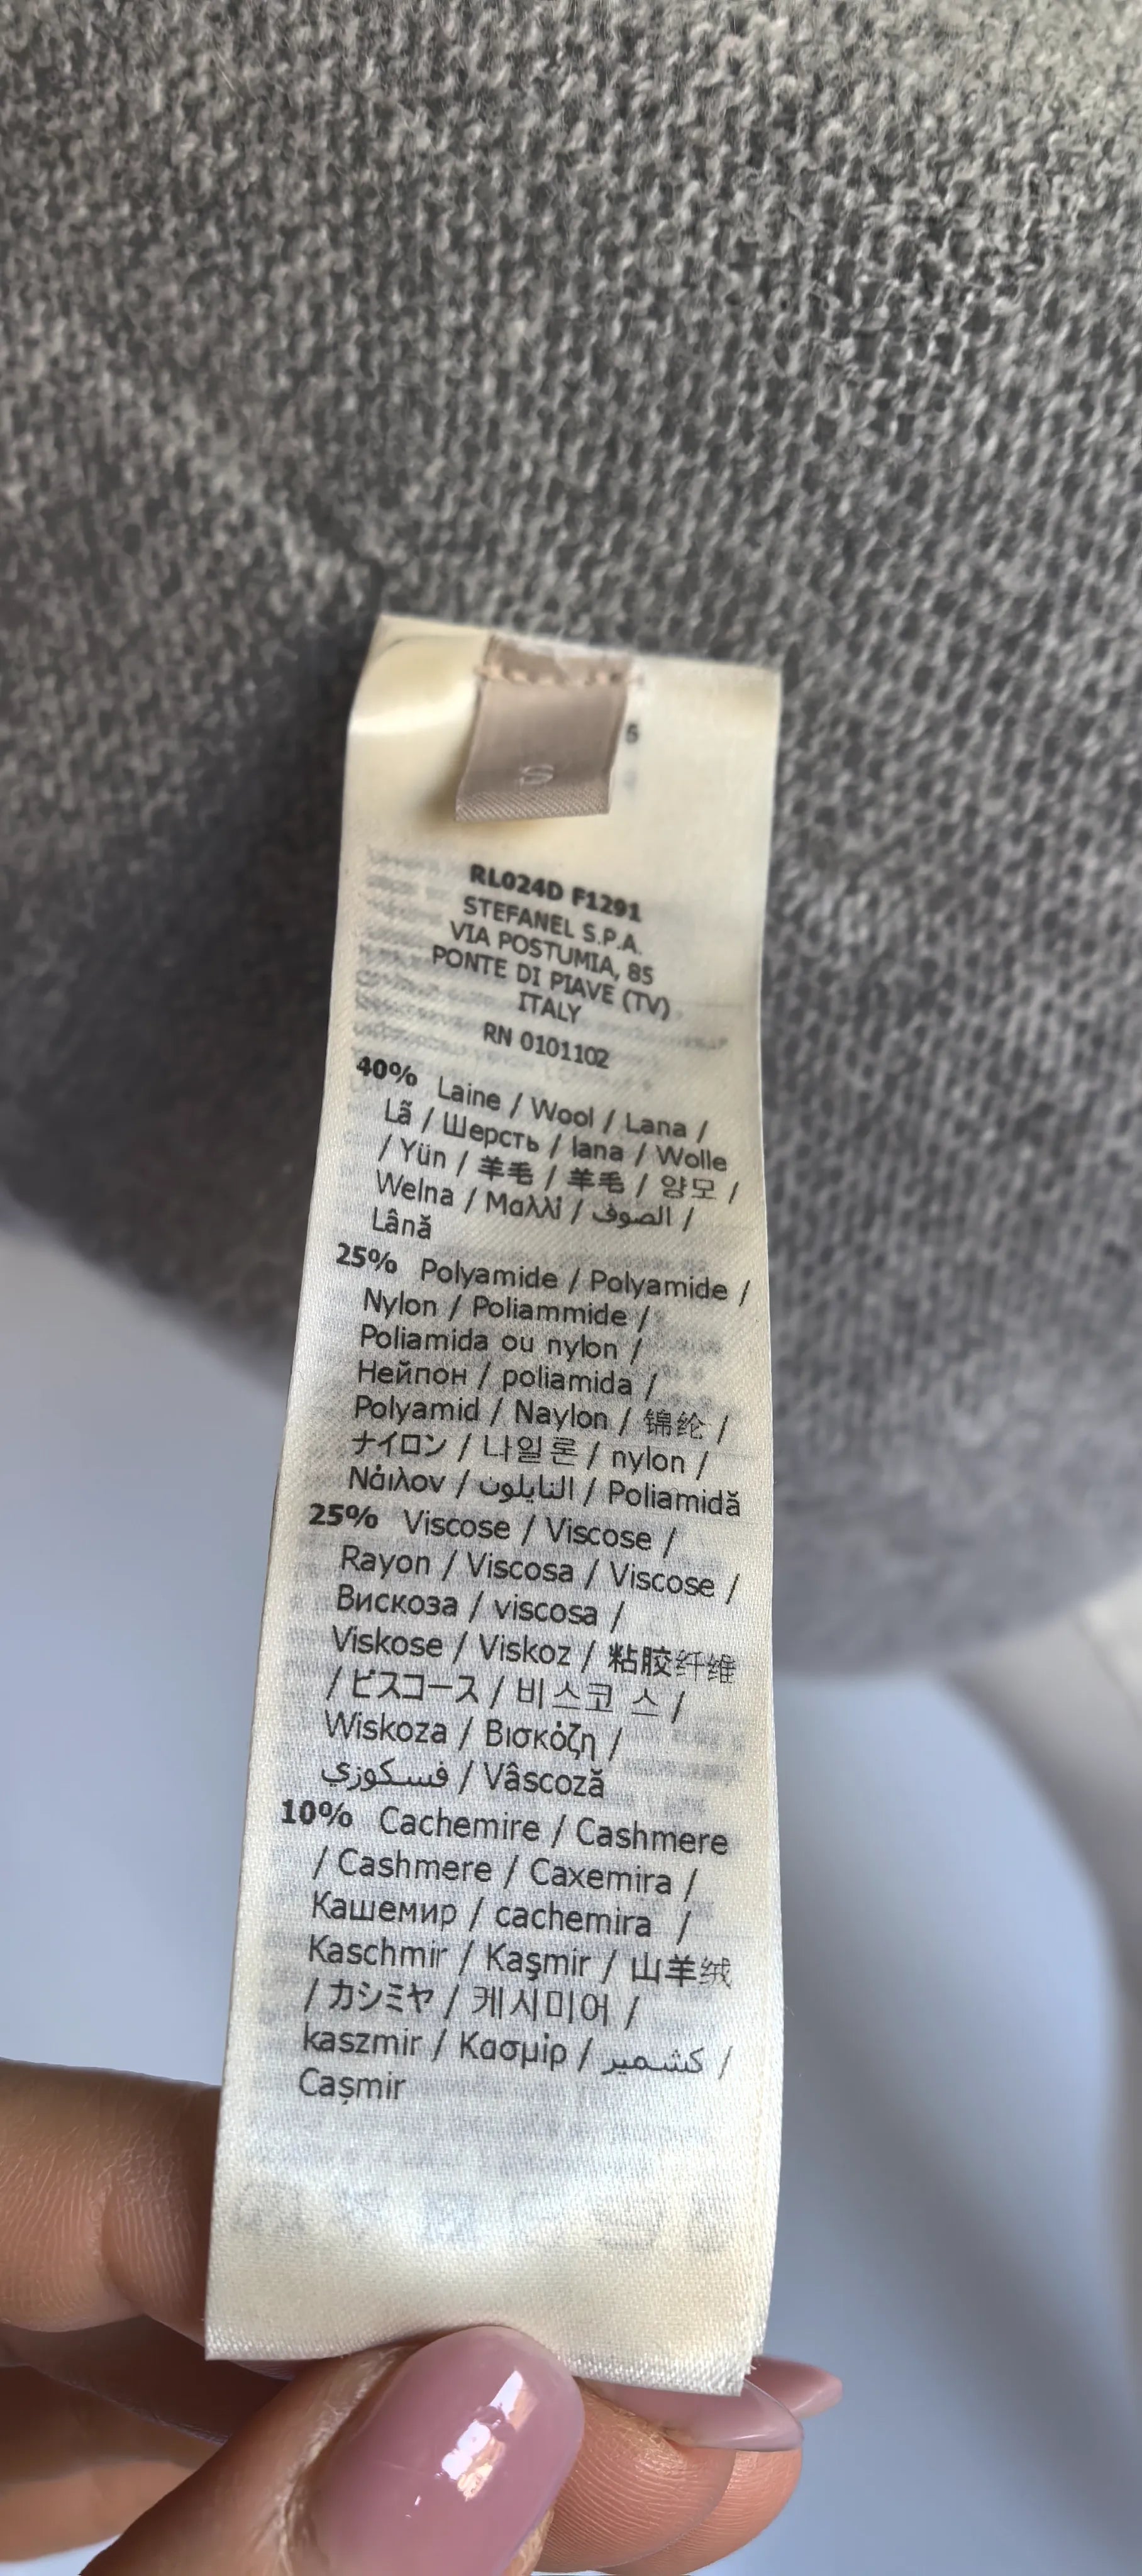 S
RL024D F1291
STEFANEL S.P.A.
VIA POSTUMIA, 85
PONTE DI PIAVE (TV)
ITALY
RN 0101102
40% Laine / Wool / Lana /
Lã / Шерсть / lana / Wolle
/ Yün / 羊毛 / 羊毛 / 양모 /
Welna / Μαλλί / الصوف /
Lână
25% Polyamide / Polyamide /
Nylon / Poliammide /
Poliamida ou nylon /
Нейпон / poliamida /
Polyamid / Naylon / 锦纶 /
ナイロン / 나일론 / nylon /
Νάιλον / النايلون / Poliamidă
25% Viscose / Viscose /
Rayon / Viscosa / Viscose /
Вискоза / viscosa /
Viskose / Viskoz / 粘胶纤维
/ ビスコース / 비스코 스 /
Wiskoza / Βισκόζη /
فسكوزي / Vâscoză
10% Cachemire / Cashmere
/ Cashmere / Caxemira /
Кашемир / cachemira /
Kaschmir / Kaşmir / 山羊绒
/ カシミヤ / 케시미어 /
kaszmir / Κασμίρ / كشمير /
Cașmir